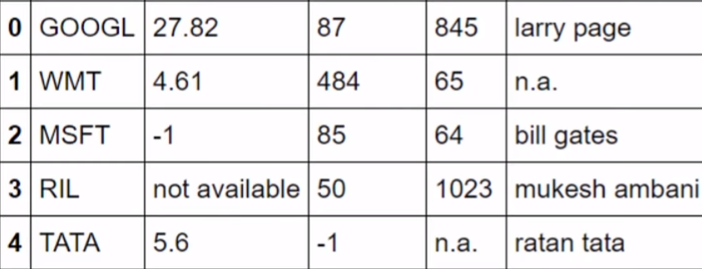 0 GOOGL 27.82 87 845 larry page
1 WMT 4.61 484 65 n.a.
2 MSFT -1 85 64 bill gates
3 RIL not available 50 1023 mukesh ambani
4 TATA 5.6 -1 n.a. ratan tata